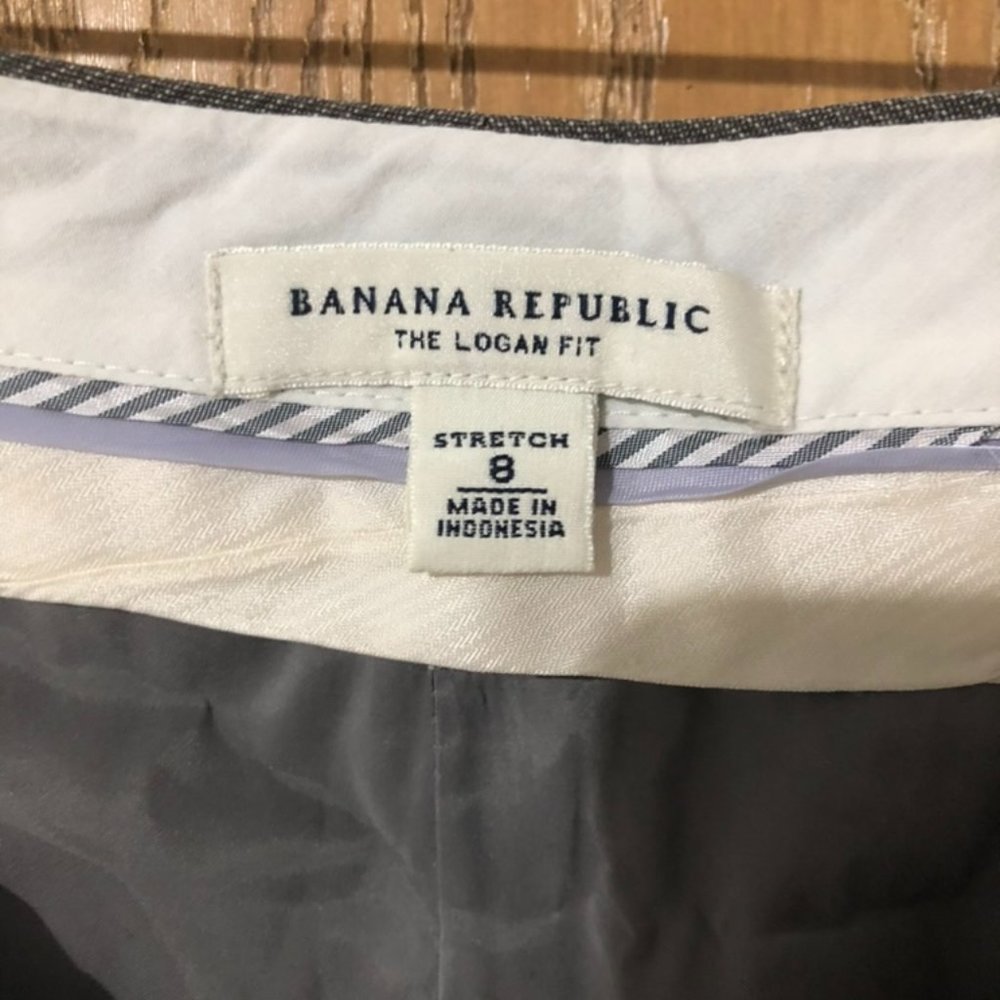 BANANA REPUBLIC
THE LOGAN FIT
STRETCH
8
MADE IN
INDONESIA